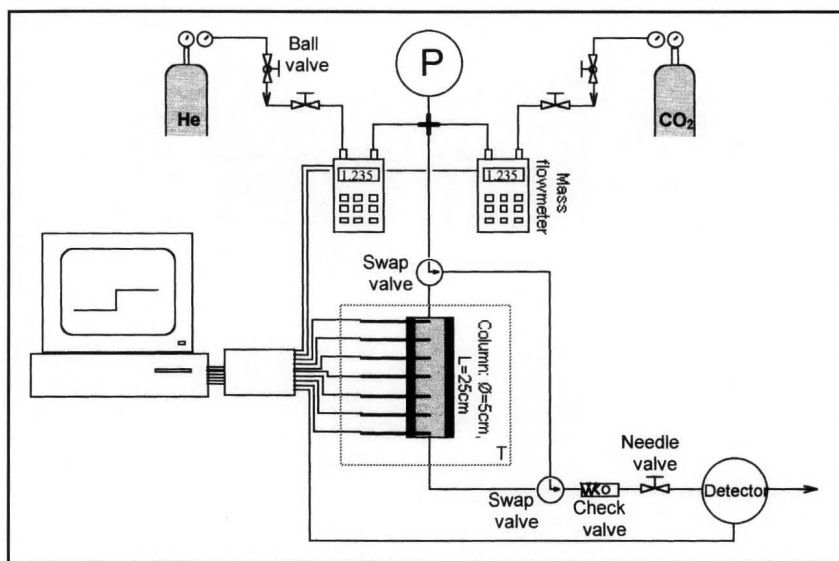 Ball
valve
P
He
CO2
1.235
1.235
Mass
flowmeter
Swap
valve
Column: Ø=5cm,
L=25cm
T
Needle
valve
Swap
valve
Check
valve
Detector